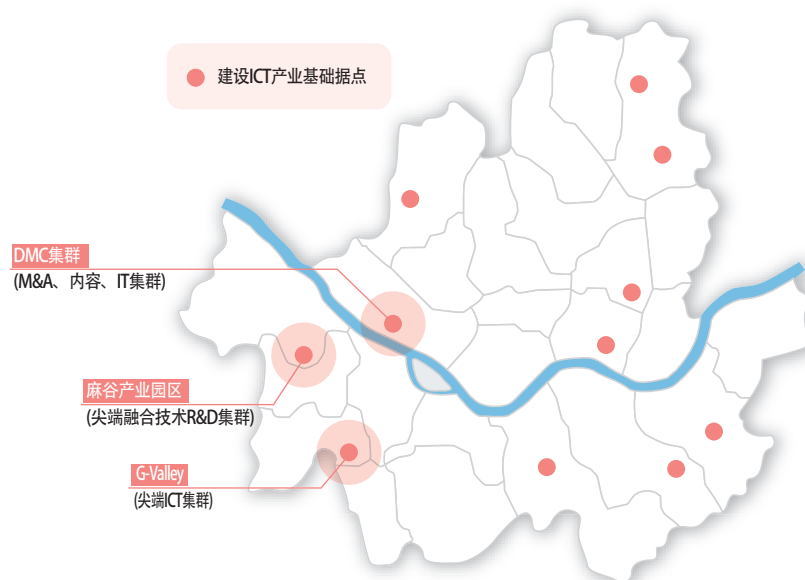 建设ICT产业基础据点
DMC集群
(M&A、内容、IT集群)
麻谷产业园区
(尖端融合技术R&D集群)
G-Valley
(尖端ICT集群)